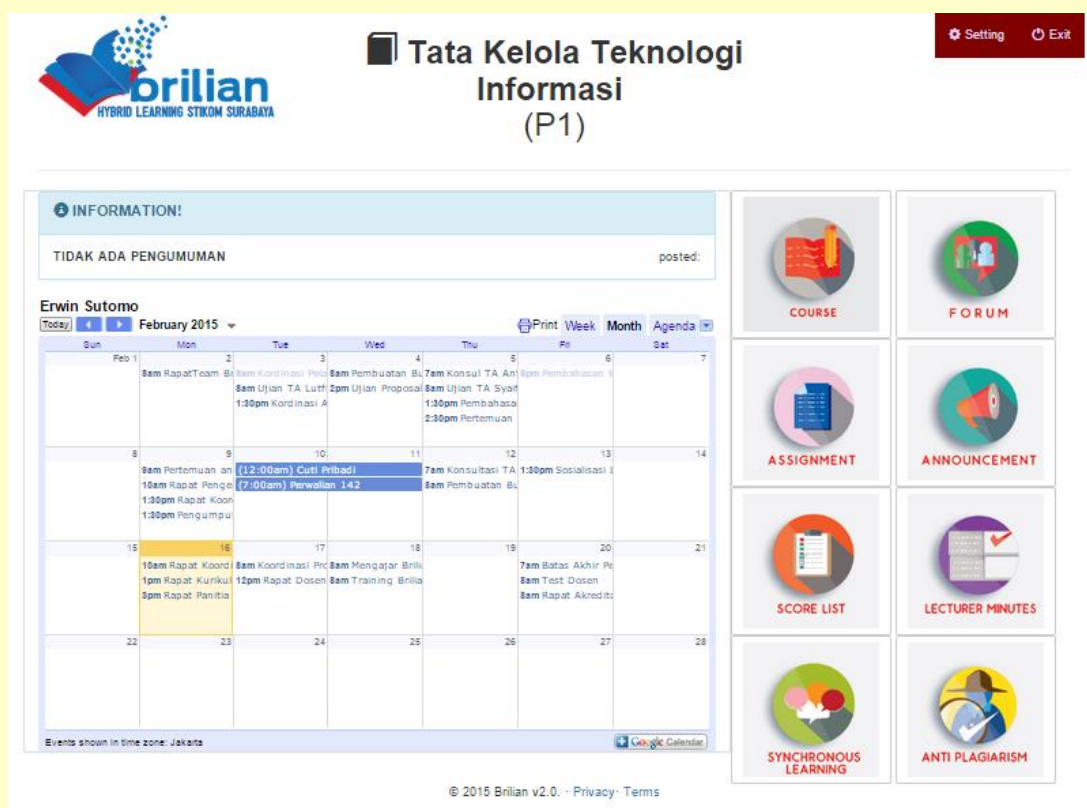 brilian
HYBRID LEARNING STIKOM SURABAYA
Tata Kelola Teknologi
Informasi
(P1)
Setting Exit
INFORMATION!
TIDAK ADA PENGUMUMAN posted:
Erwin Sutomo
Today February 2015 Print Week Month Agenda
Sun Mon Tue Wed Thu Fri Sat
Feb 1 2 3 4 5 6 7
8am RapatTeam Br 8am Kordinasi Pela 8am Pembuatan Bu 7am Konsul TA An 8pm Pembahasan
8am Ujian TA Lutf 2pm Ujian Proposal 8am Ujian TA Syaif
1:30pm Kordinasi A 1:30pm Pembahasa
2:30pm Pertemuan
8 9 10 11 12 13 14
9am Pertemuan an (12:00am) Cuti Pribadi 7am Konsultasi TA 1:30pm Sosialisasi
10am Rapat Penge (7:00am) Perwalian 142 8am Pembuatan Bu
1:30pm Rapat Koor
1:30pm Pengumpu
15 16 17 18 19 20 21
10am Rapat Koord 8am Koordinasi Pro 8am Mengajar Brili 7am Batas Akhir Pe
1pm Rapat Kurikul 12pm Rapat Dosen 8am Training Brilia 8am Test Dosen
3pm Rapat Panitia 8am Rapat Akredita
22 23 24 25 26 27 28
Events shown in time zone: Jakarta Google Calendar
COURSE FORUM
ASSIGNMENT ANNOUNCEMENT
SCORE LIST LECTURER MINUTES
SYNCHRONOUS
LEARNING ANTI PLAGIARISM
© 2015 Brilian v2.0. · Privacy· Terms